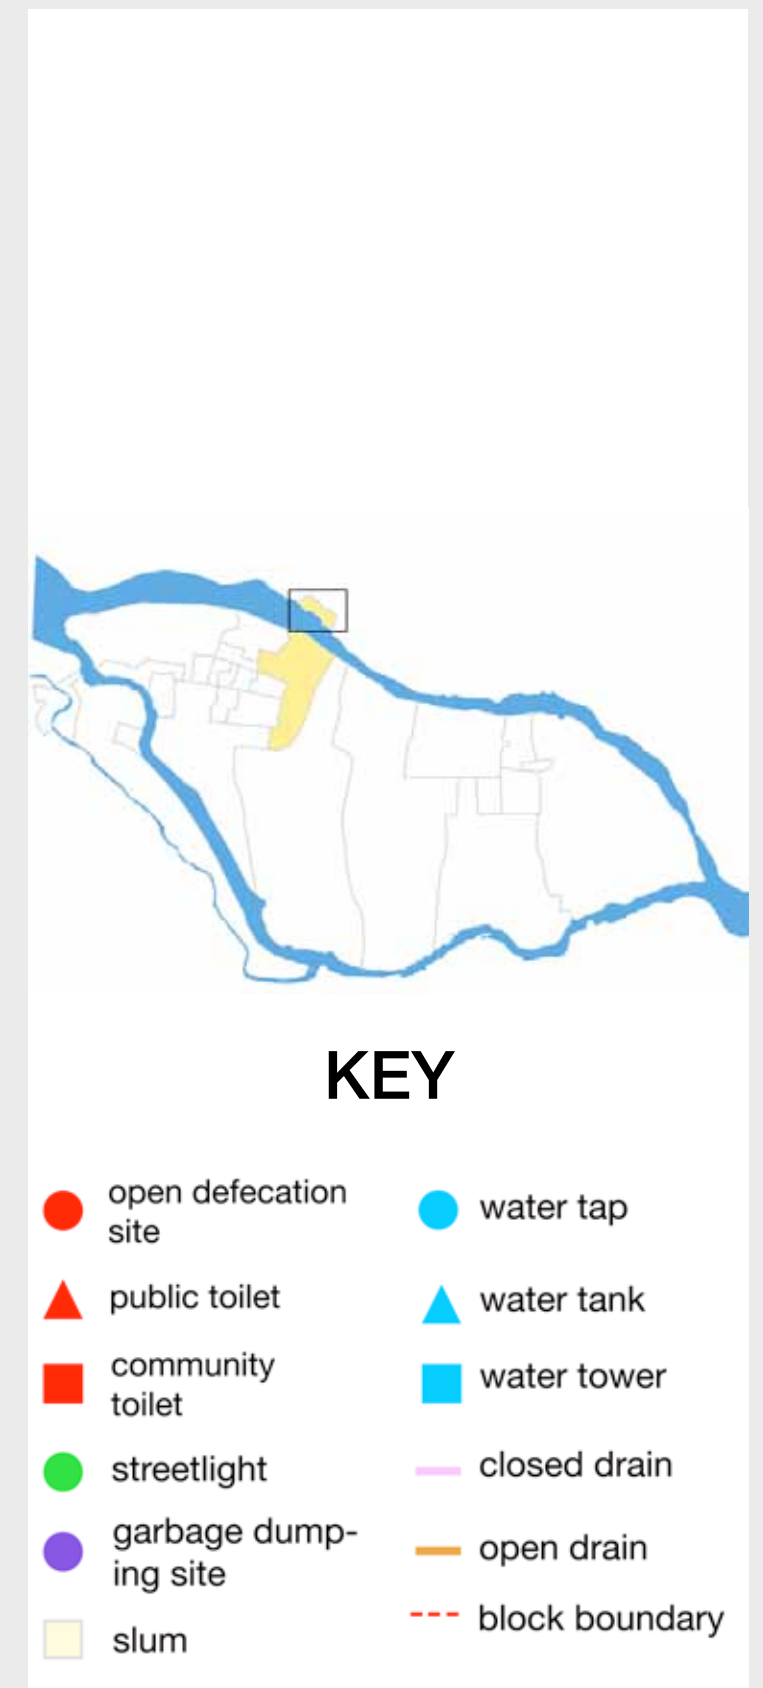 KEY
open defecation
site
public toilet
community
toilet
streetlight
garbage dump-
ing site
slum
water tap
water tank
water tower
closed drain
open drain
block boundary